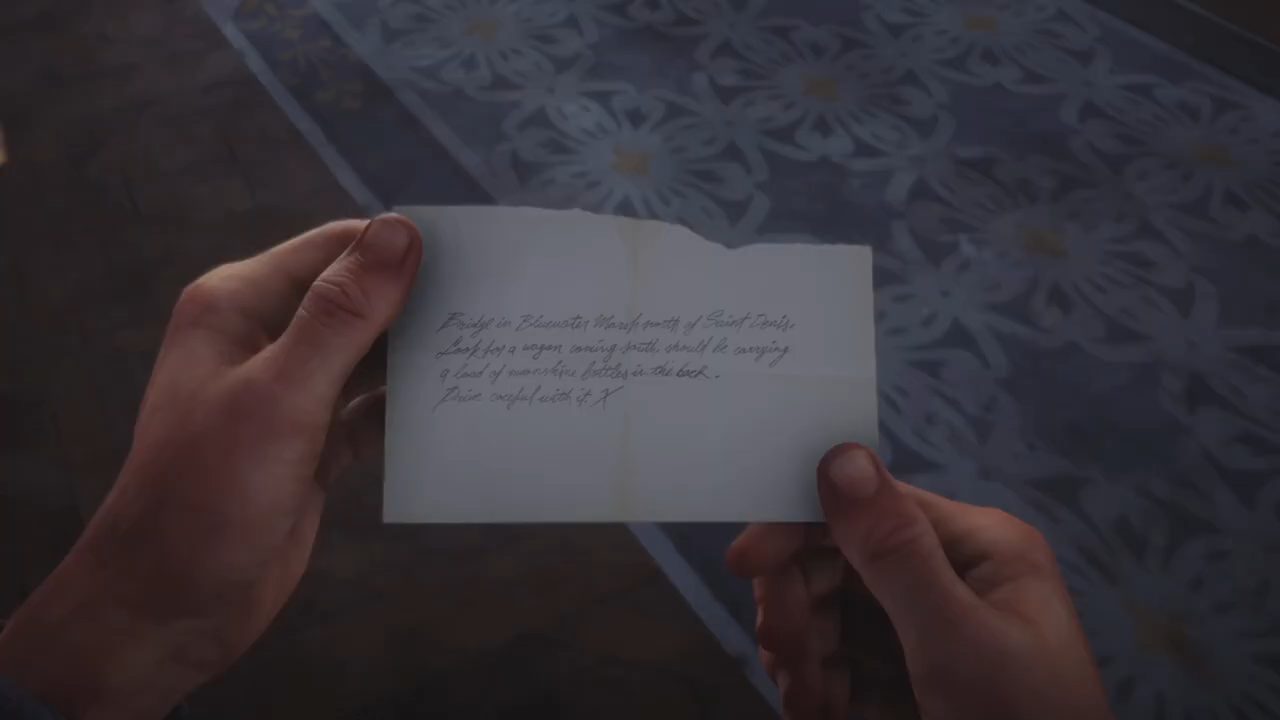 Bridge in Bluewater Marsh north of Saint Denis.
Look for a wagon coming south, should be carrying
a load of moonshine bottles in the back.
Drive careful with it X